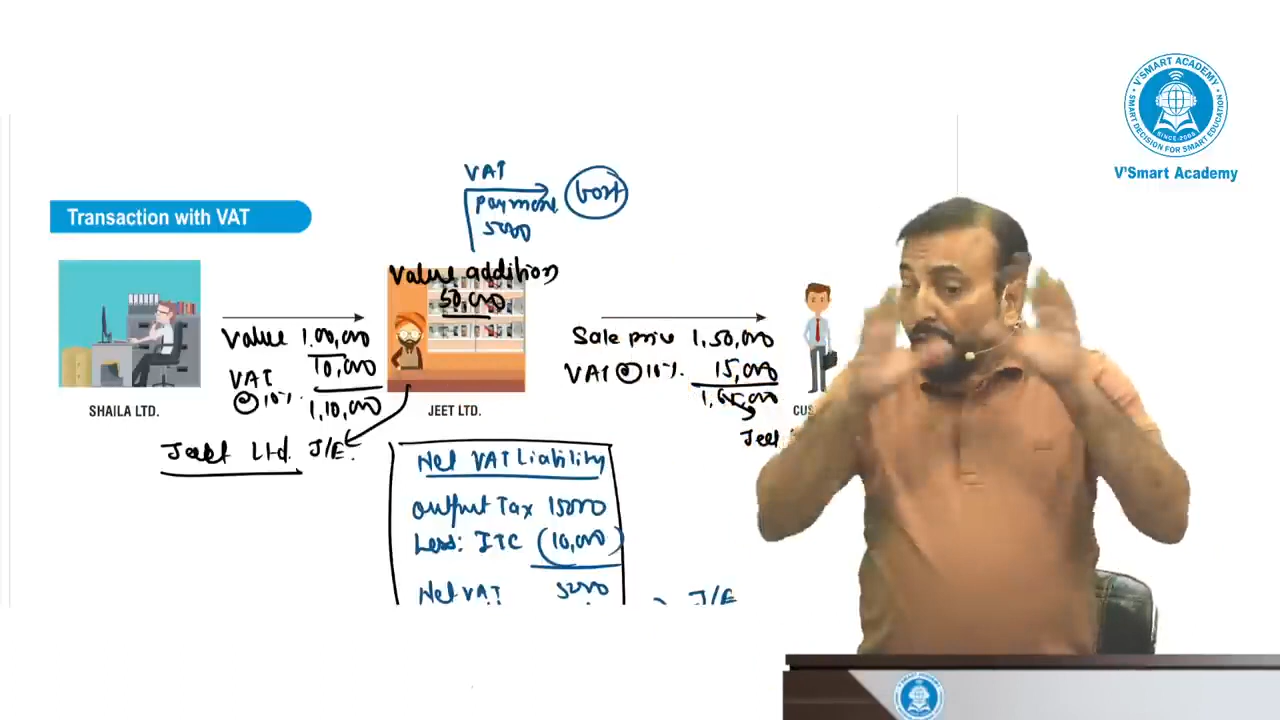 V'SMART ACADEMY
SMART DECISION FOR SMART EDUCATION
SINCE.2006
V'Smart Academy
VAT
payment
5000
Govt
Transaction with VAT
Value addition
50,000
Value 1,00,000
10,000
VAT
@10%.
1,10,000
Sale price 1,50,000
VAT @10%. 15,000
1,65,000
SHAILA LTD.
JEET LTD.
CUS
Jeet Ltd. J/E.
Jeet
Net VAT Liability
Output Tax 15000
Less: ITC (10,000)
Net VAT 5000
J/E